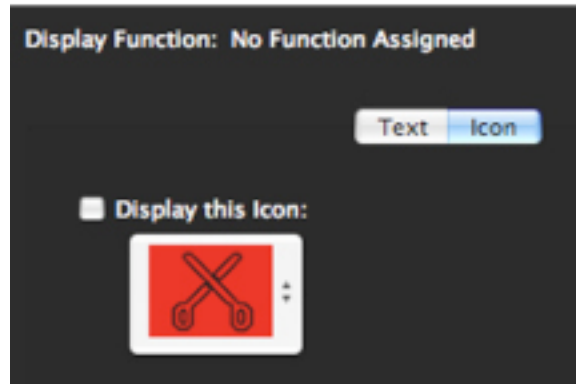 Display Function: No Function Assigned
Text Icon
Display this Icon: